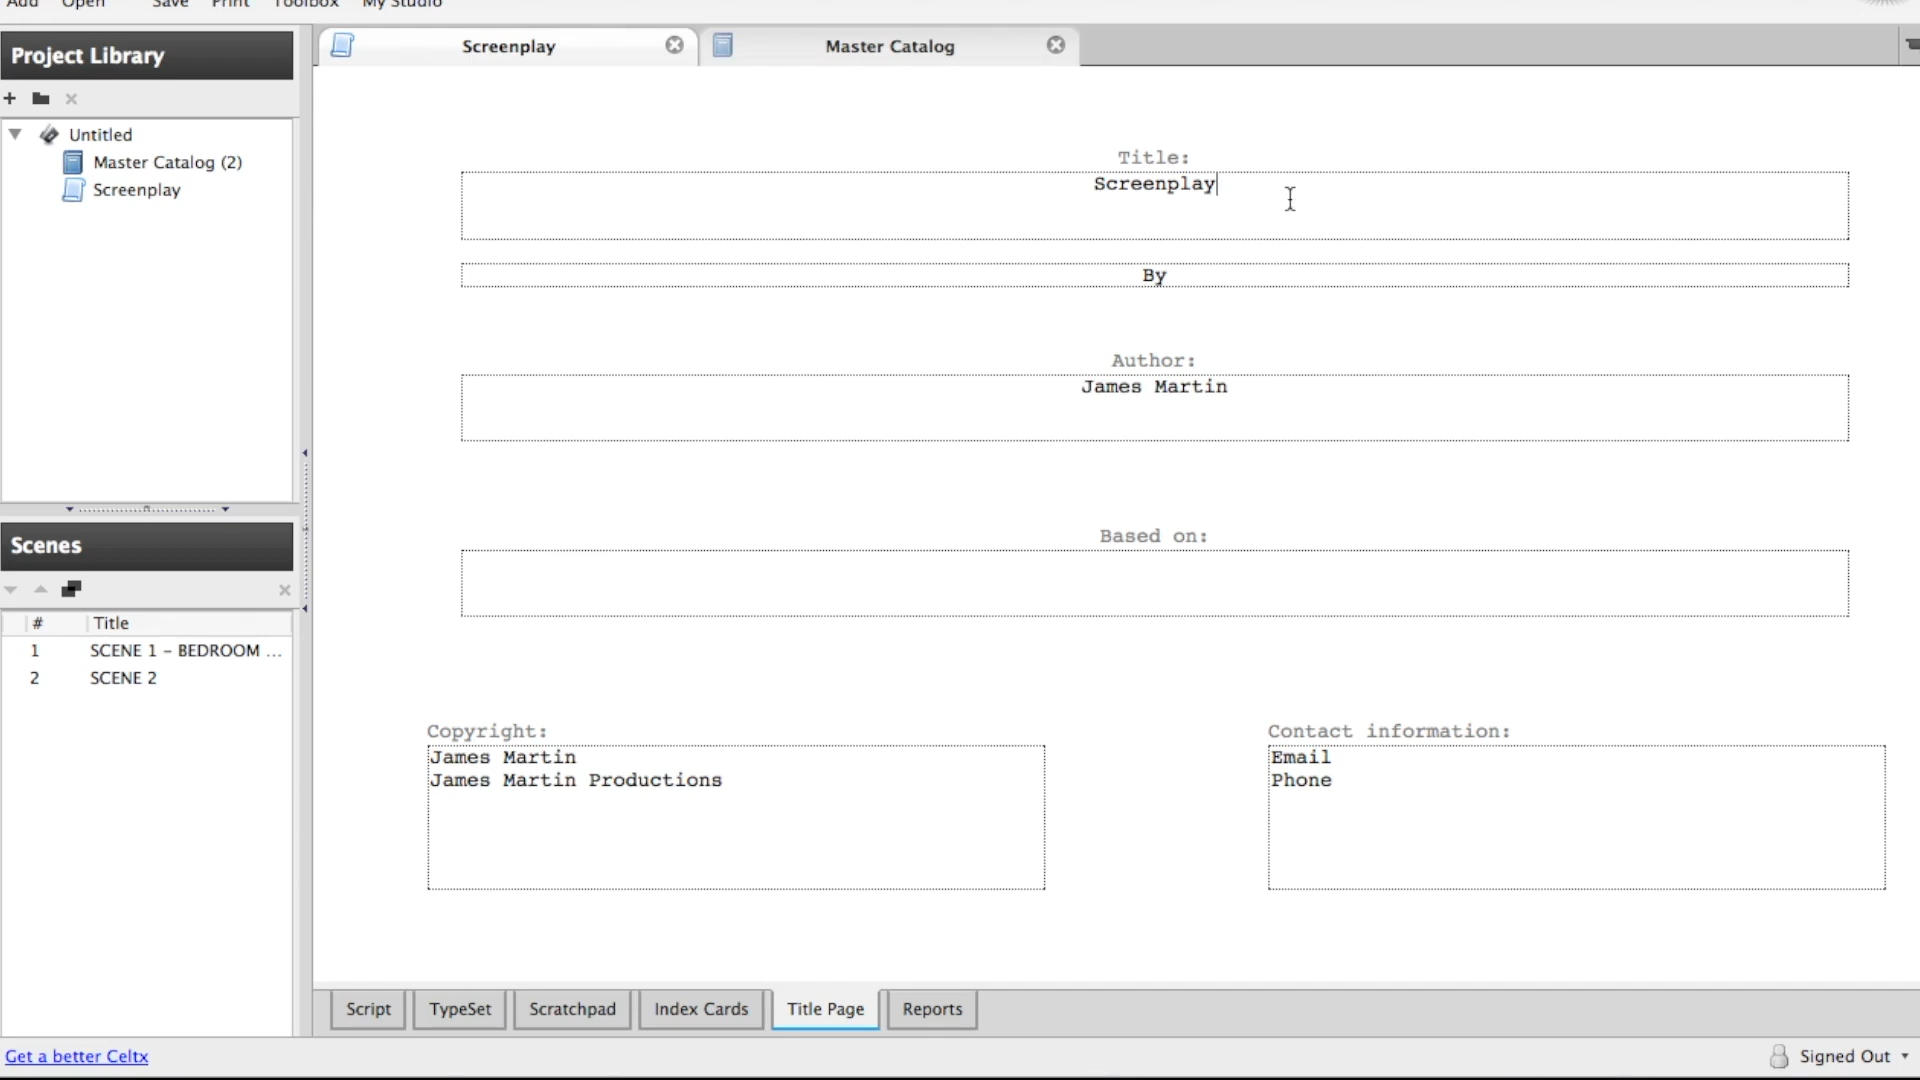 Add Open Save Print Toolbox My Studio
Project Library
Screenplay
Master Catalog
Untitled
Master Catalog (2)
Screenplay
Title:
Screenplay
By
Author:
James Martin
Based on:
Scenes
# Title
1 SCENE 1 – BEDROOM ...
2 SCENE 2
Copyright:
James Martin
James Martin Productions
Contact information:
Email
Phone
Script TypeSet Scratchpad Index Cards Title Page Reports
Get a better Celtx
Signed Out